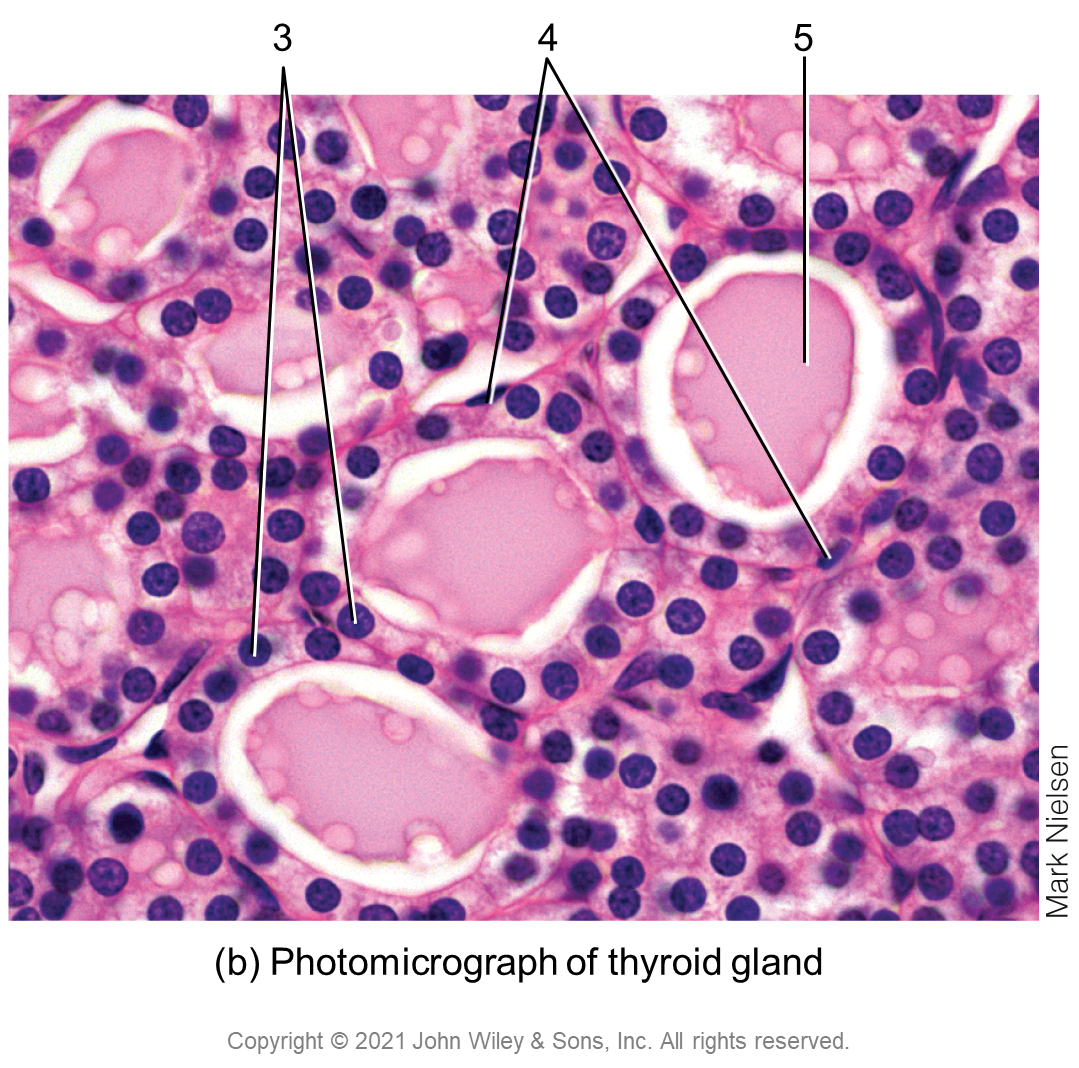 3 4 5
Mark Nielsen
(b) Photomicrograph of thyroid gland
Copyright © 2021 John Wiley & Sons, Inc. All rights reserved.